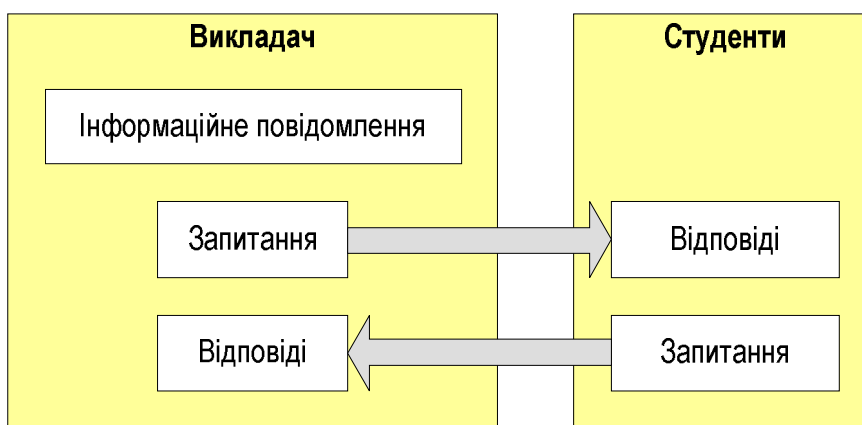 Викладач
Студенти
Інформаційне повідомлення
Запитання
Відповіді
Відповіді
Запитання